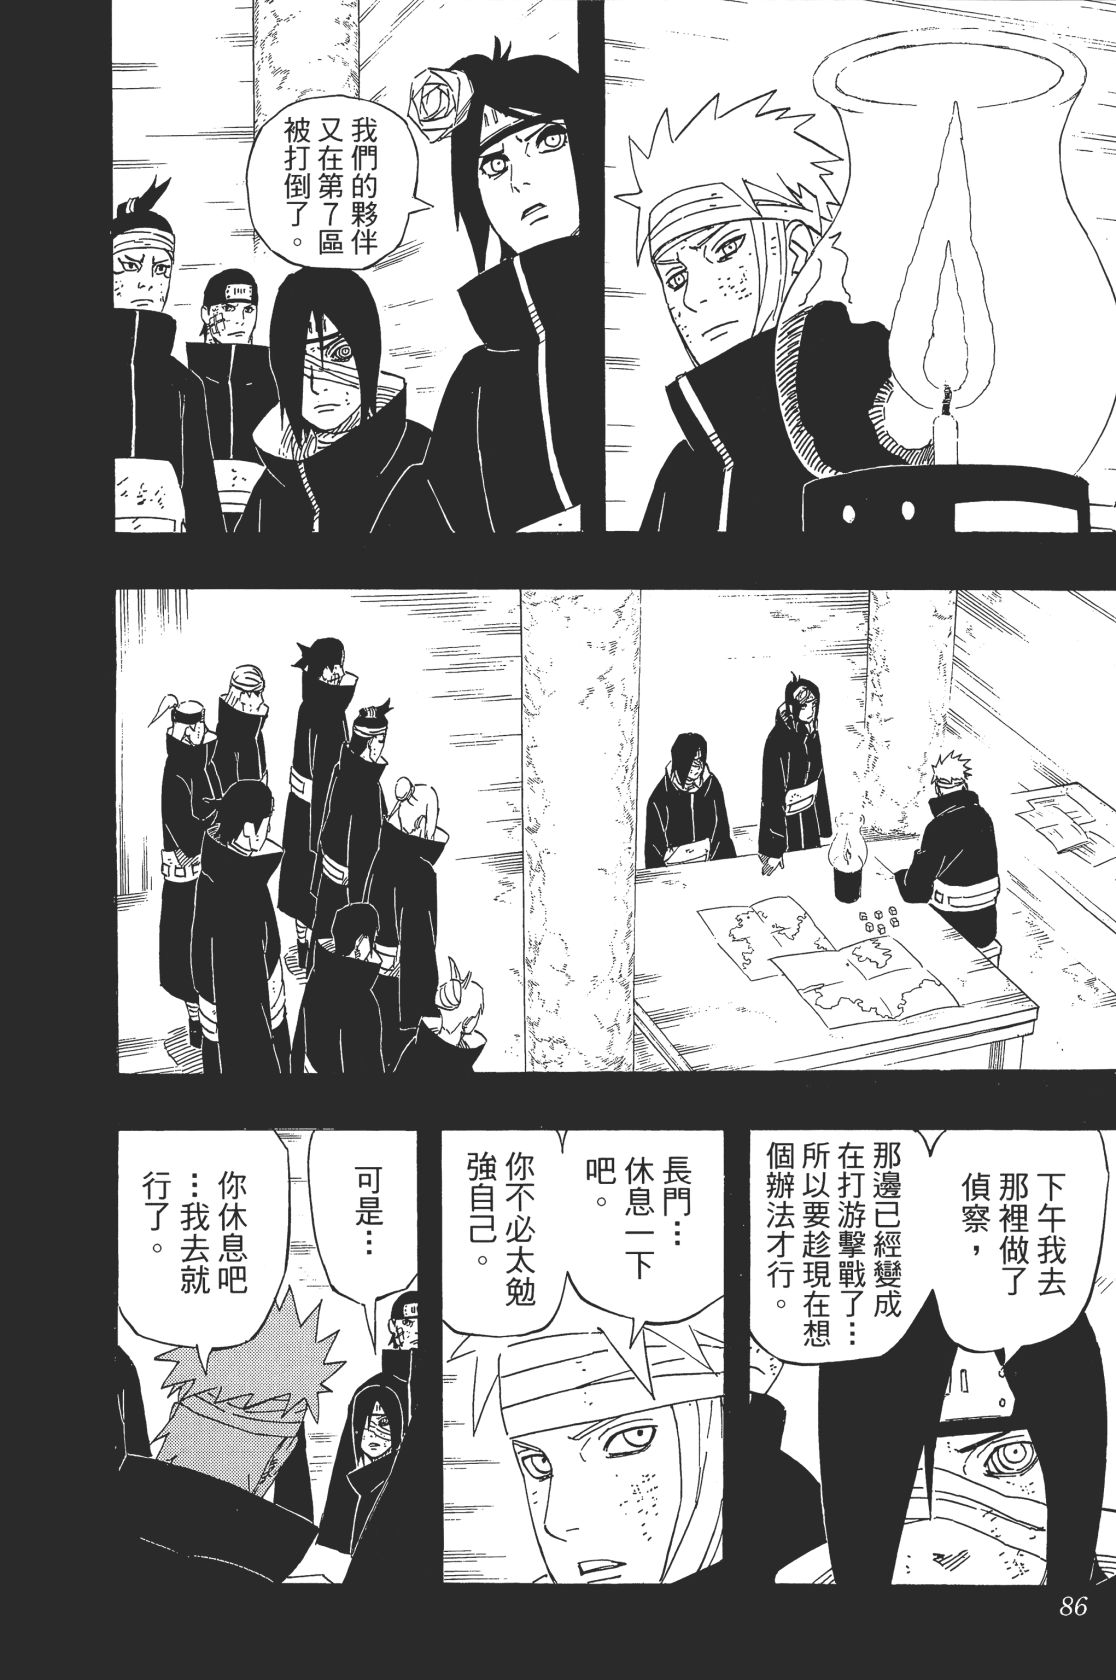 我們的夥伴
又在第7區
被打倒了。
下午我去
那裡做了
偵察，
那邊已經變成
在打游擊戰了…
所以要趁現在想
個辦法才行。
長門…
休息一下
吧。
你不必太勉
強自己。
可是…
你休息吧
…我去就
行了。
86